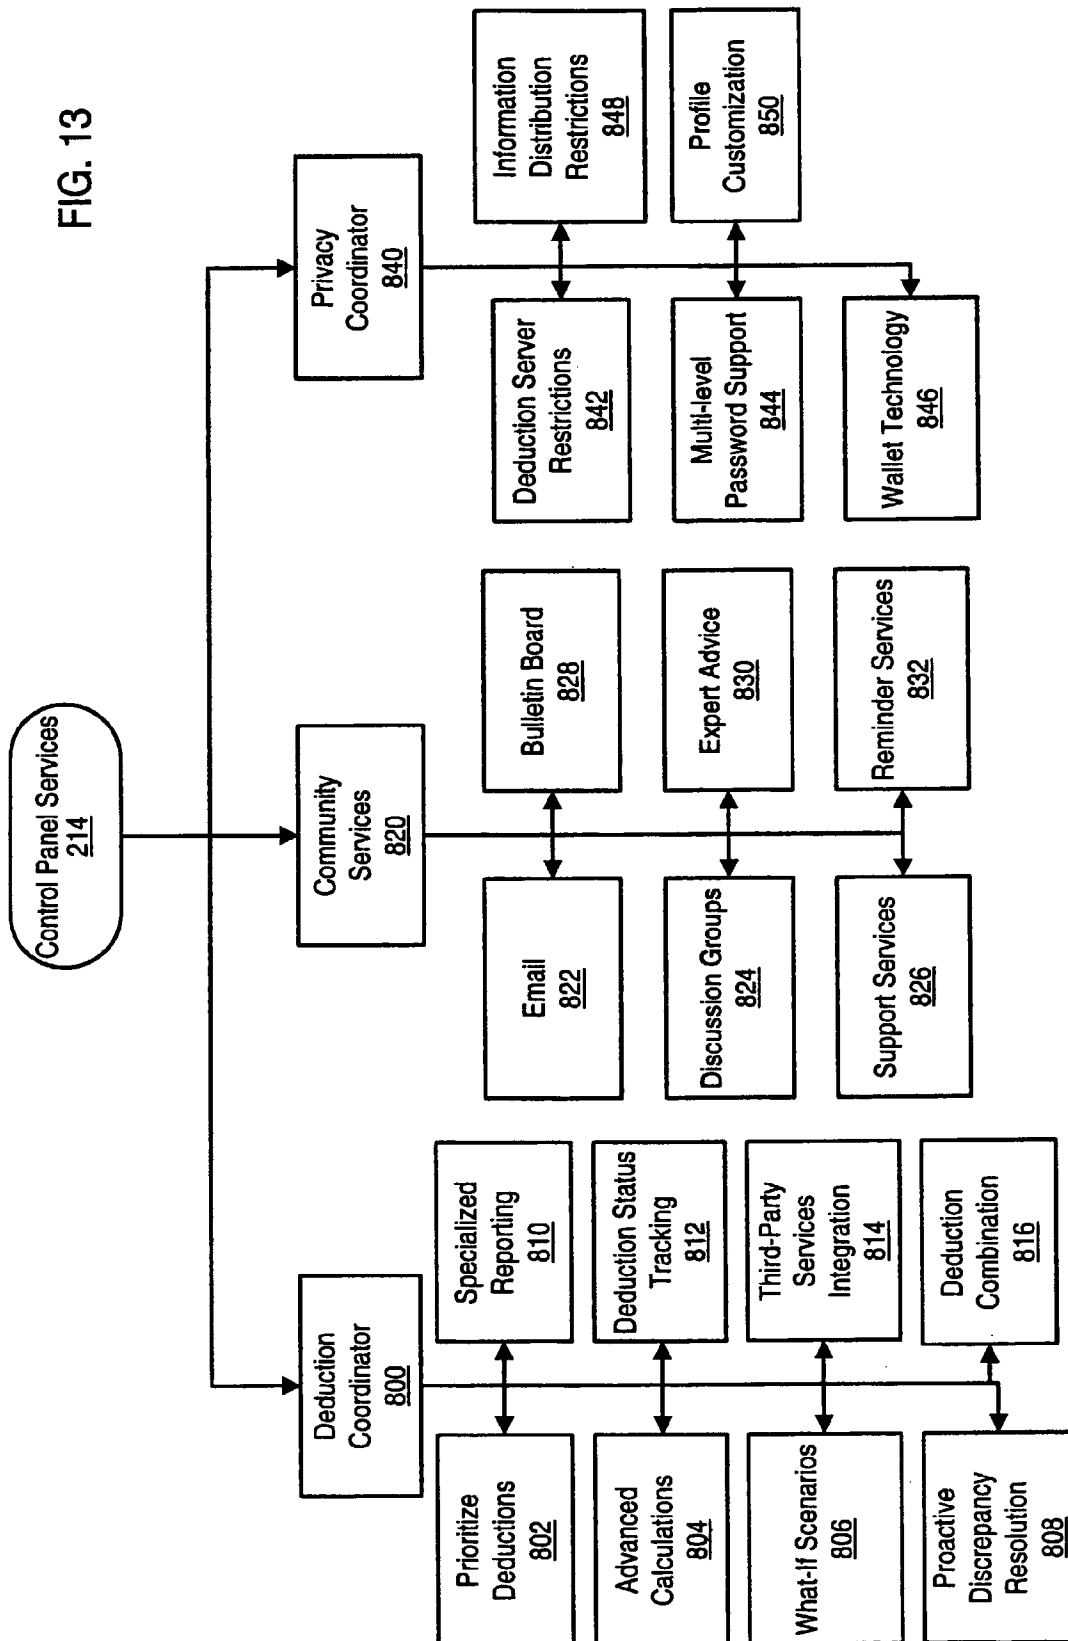 FIG. 13
Control Panel Services
214
Deduction
Coordinator
800
Community
Services
820
Privacy
Coordinator
840
Prioritize
Deductions
802
Specialized
Reporting
810
Advanced
Calculations
804
Deduction Status
Tracking
812
What-If Scenarios
806
Third-Party
Services
Integration
814
Proactive
Discrepancy
Resolution
808
Deduction
Combination
816
Email
822
Bulletin Board
828
Discussion Groups
824
Expert Advice
830
Support Services
826
Reminder Services
832
Deduction Server
Restrictions
842
Information
Distribution
Restrictions
848
Multi-level
Password Support
844
Profile
Customization
850
Wallet Technology
846